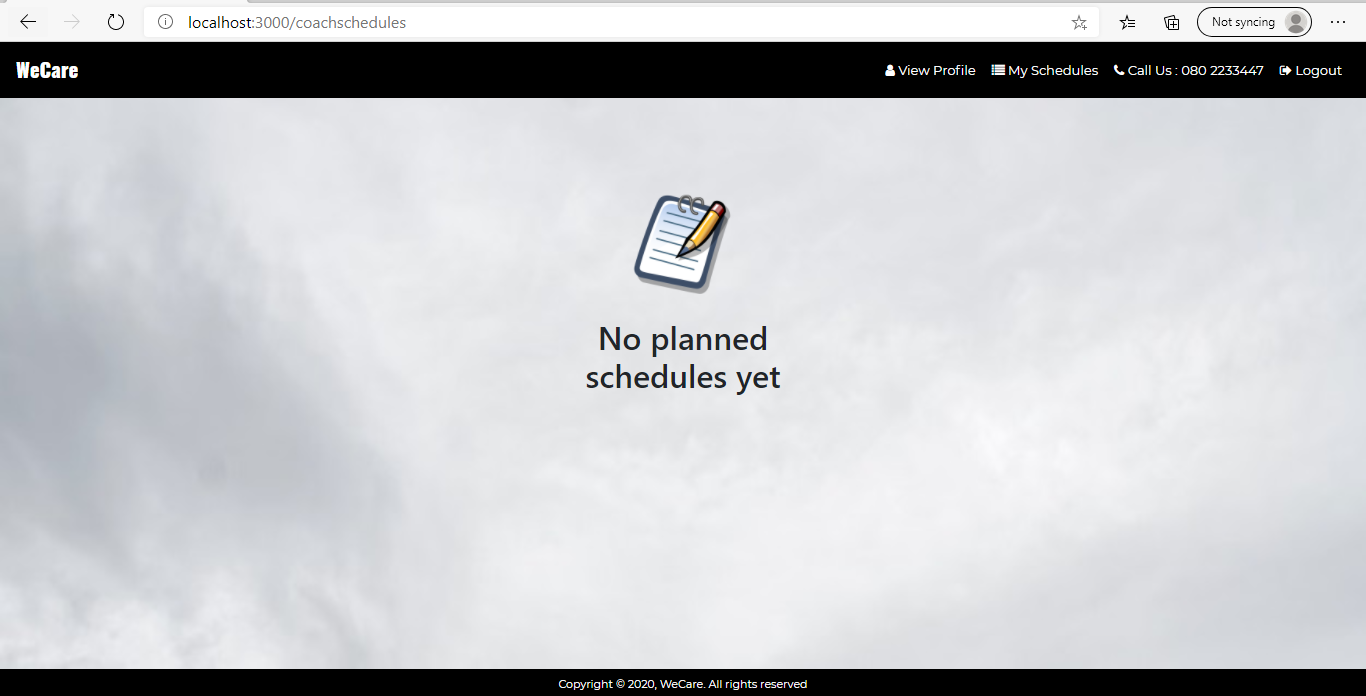 localhost:3000/coachschedules
Not syncing
WeCare
View Profile
My Schedules
Call Us : 080 2233447
Logout
No planned
schedules yet
Copyright © 2020, WeCare. All rights reserved